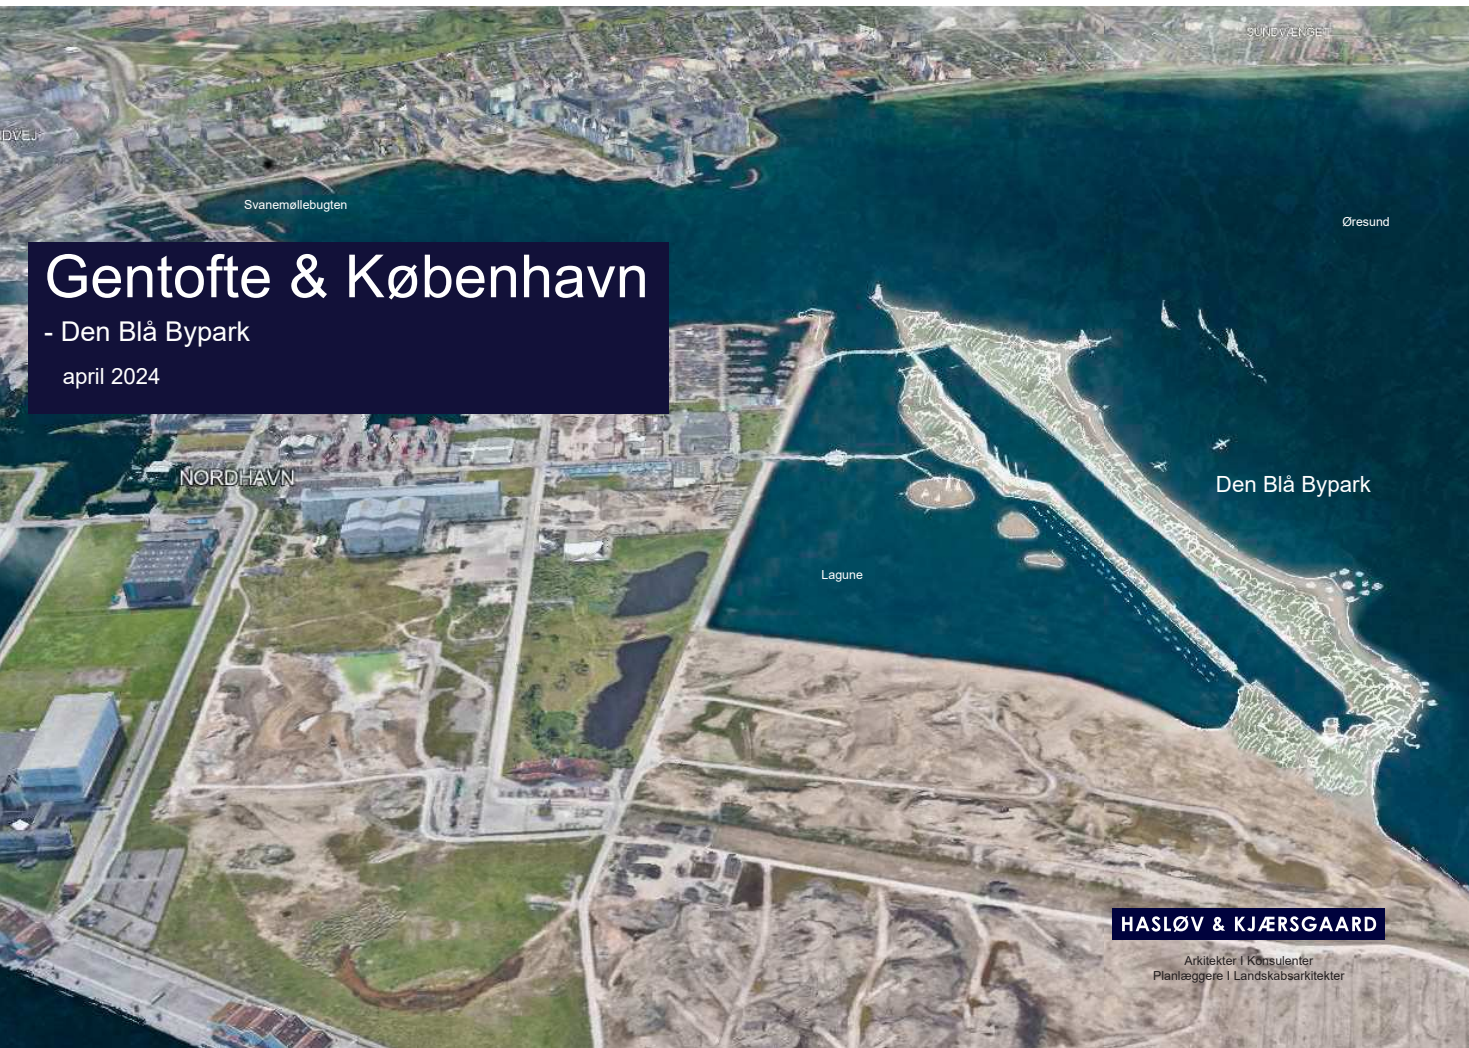 SUNDVÆNGET
NDVEJ
Svanemøllebugten
Øresund
Gentofte & København
- Den Blå Bypark
april 2024
NORDHAVN
Den Blå Bypark
Lagune
HASLØV & KJÆRSGAARD
Arkitekter I Konsulenter
Planlæggere I Landskabsarkitekter